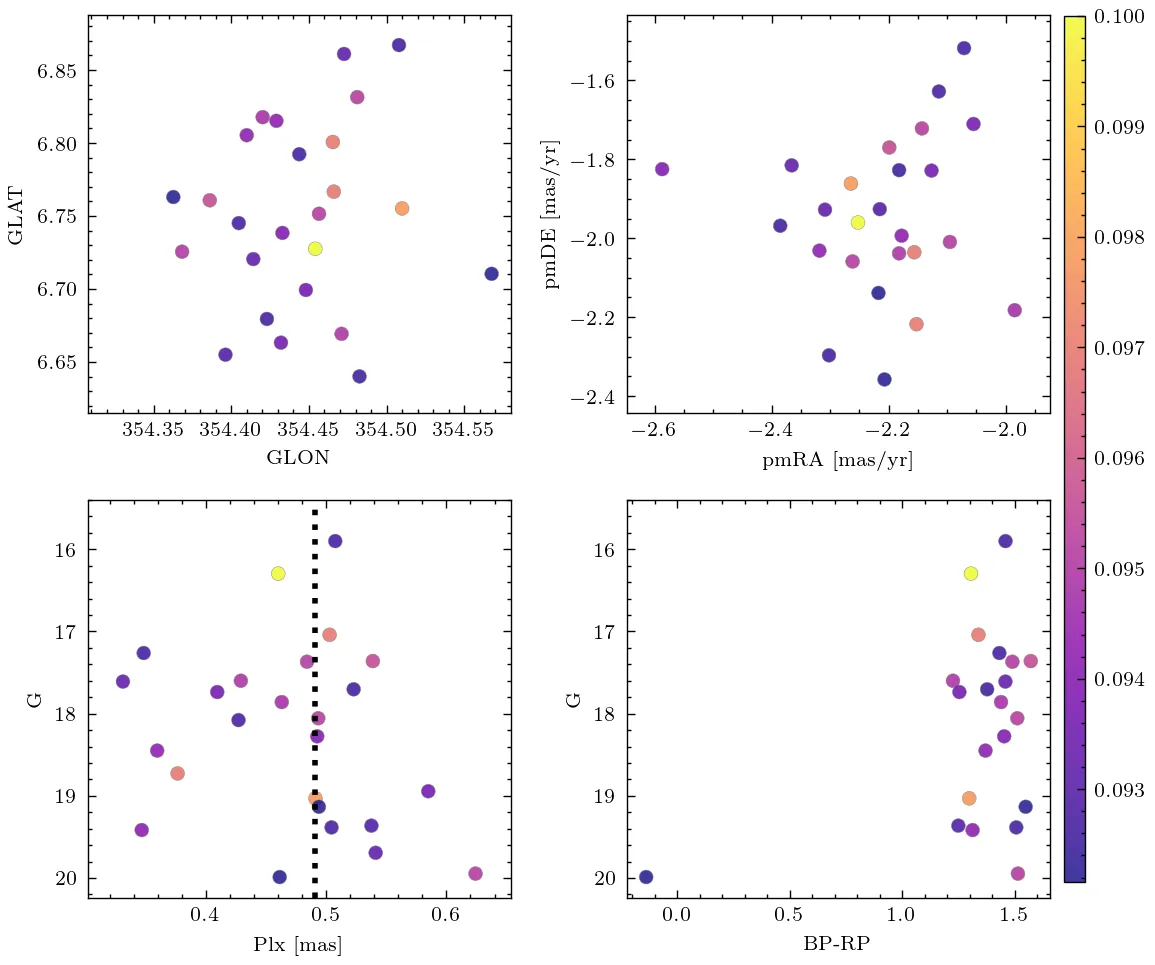 6.85
6.80
6.75
6.70
6.65
GLAT
354.35 354.40 354.45 354.50 354.55
GLON
−1.6
−1.8
−2.0
−2.2
−2.4
pmDE [mas/yr]
−2.6 −2.4 −2.2 −2.0
pmRA [mas/yr]
16
17
18
19
20
G
0.4 0.5 0.6
Plx [mas]
16
17
18
19
20
G
0.0 0.5 1.0 1.5
BP-RP
0.100
0.099
0.098
0.097
0.096
0.095
0.094
0.093